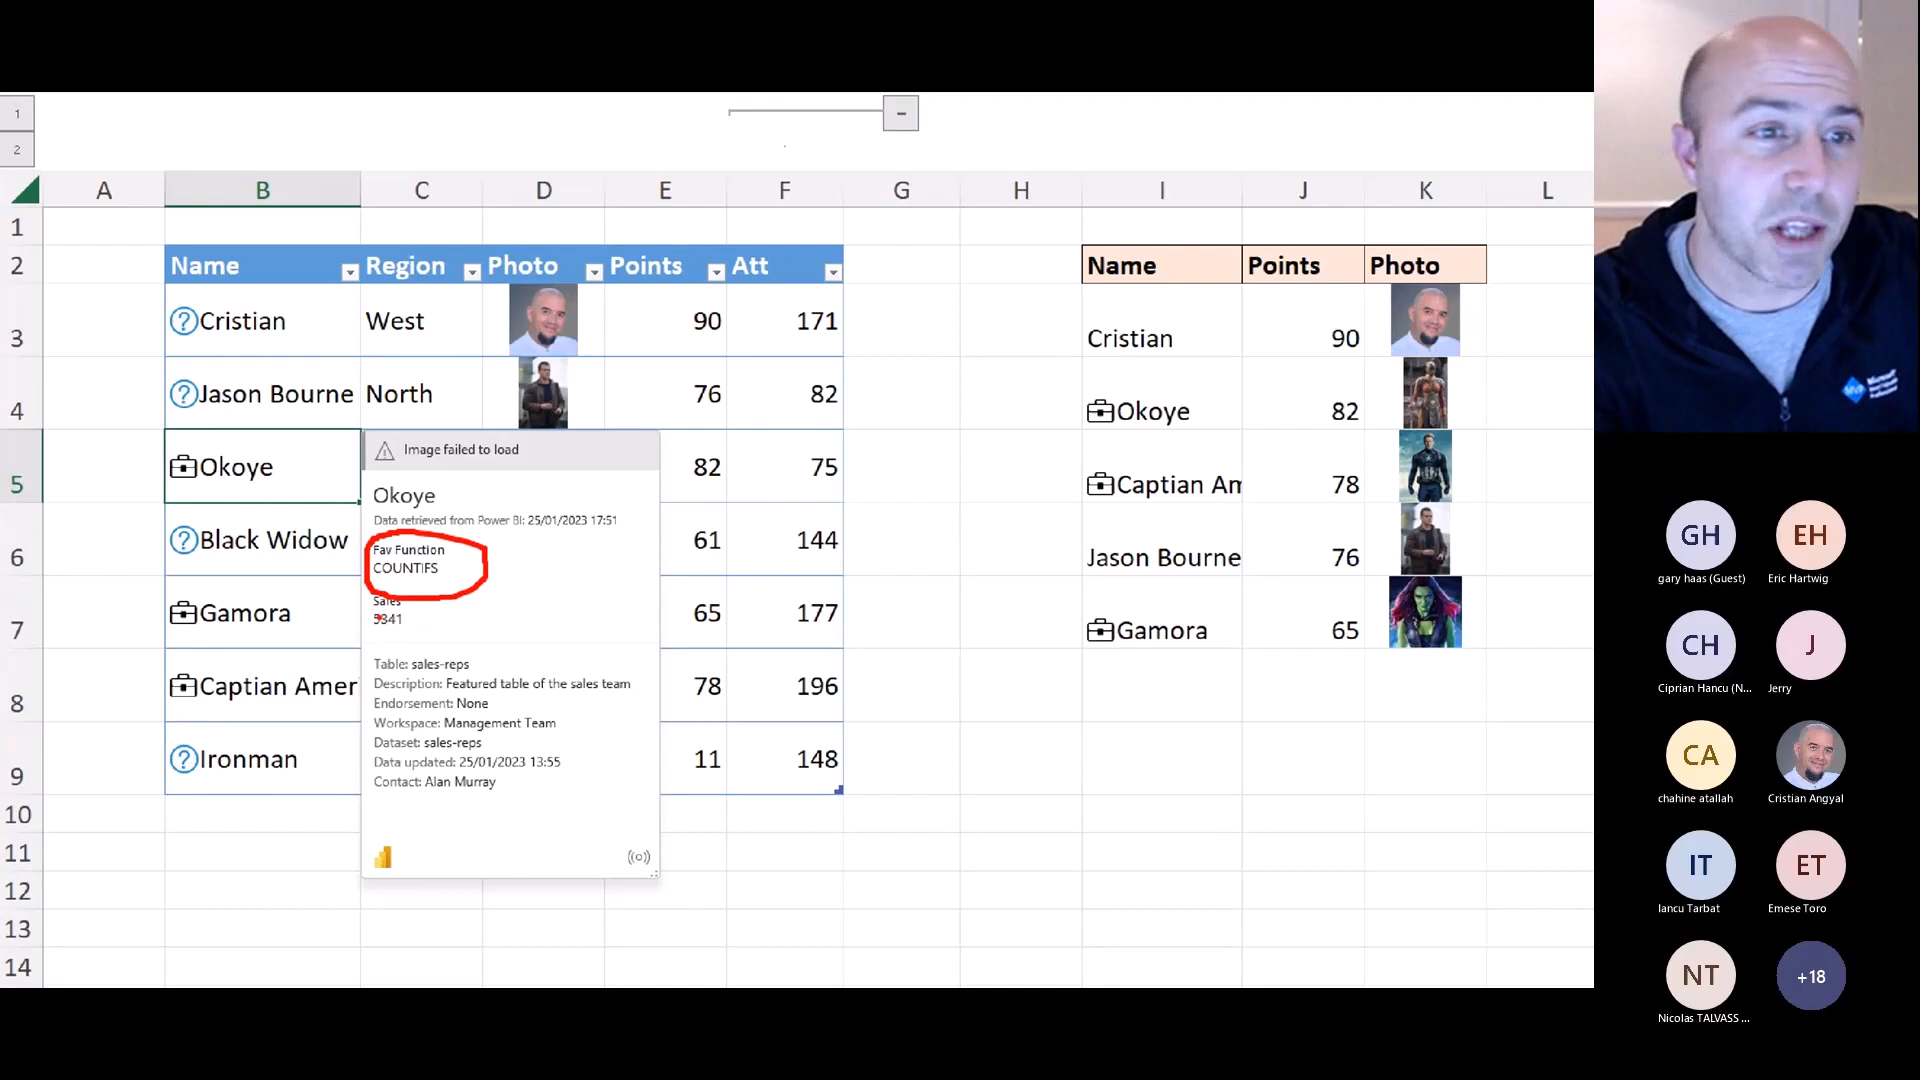 1
2
A B C D E F G H I J K L
1
2 Name Region Photo Points Att Name Points Photo
3 Cristian West 90 171 Cristian 90
4 Jason Bourne North 76 82 Okoye 82
5 Okoye 82 75 Captian Am 78
6 Black Widow 61 144 Jason Bourne 76
7 Gamora 65 177 Gamora 65
8 Captian Ameri 78 196
9 Ironman 11 148
10
11
12
13
14
Image failed to load
Okoye
Data retrieved from Power BI: 25/01/2023 17:51
Fav Function
COUNTIFS
Sales
5341
Table: sales-reps
Description: Featured table of the sales team
Endorsement: None
Workspace: Management Team
Dataset: sales-reps
Data updated: 25/01/2023 13:55
Contact: Alan Murray
MVP Microsoft
GH EH
gary haas (Guest) Eric Hartwig
CH J
Ciprian Hancu (N... Jerry
CA
chahine atallah Cristian Angyal
IT ET
Iancu Tarbat Emese Toro
NT +18
Nicolas TALVASS ...